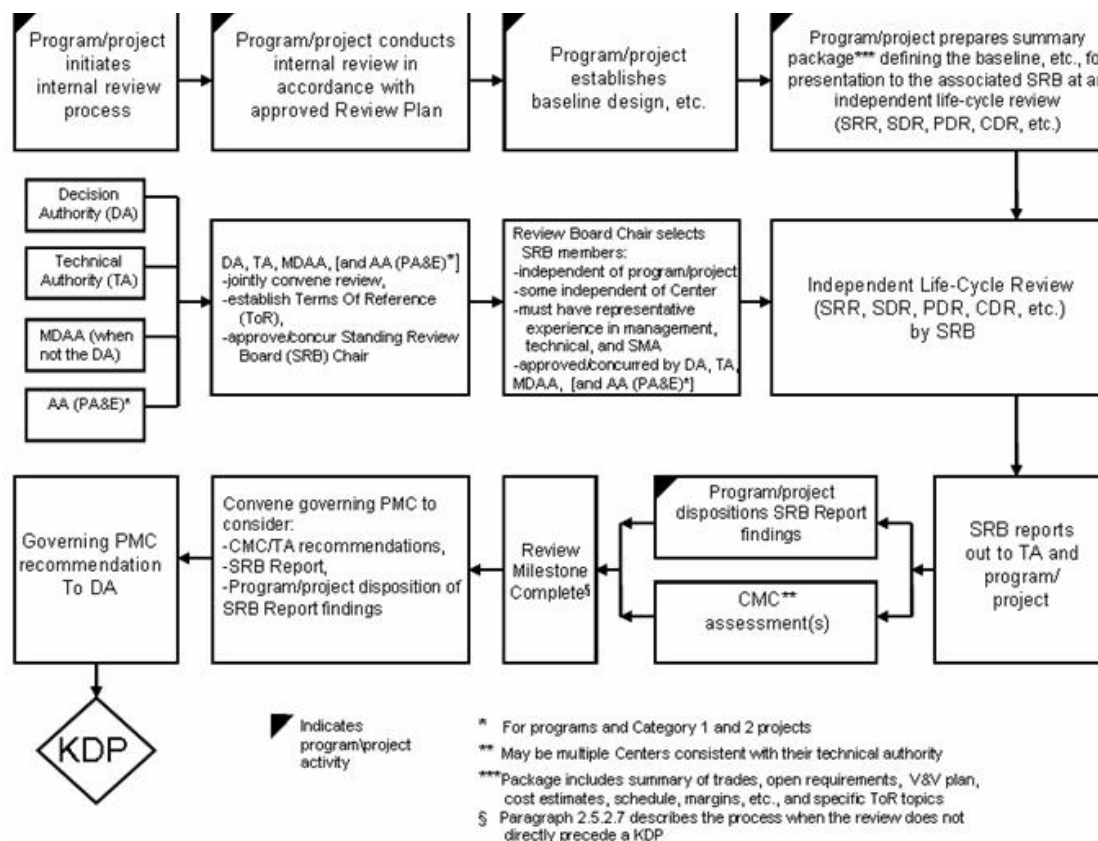 Program/project
initiates
internal review
process
Program/project conducts
internal review in
accordance with
approved Review Plan
Program/project
establishes
baseline design, etc.
Program/project prepares summary
package*** defining the baseline, etc., fo
presentation to the associated SRB at an
independent life-cycle review
(SRR, SDR, PDR, CDR, etc.)
Decision
Authority (DA)
Technical
Authority (TA)
MDAA (when
not the DA)
AA (PA&E)*
DA, TA, MDAA, [and AA (PA&E)*]
-jointly convene review,
-establish Terms Of Reference
(ToR),
-approve/concur Standing Review
Board (SRB) Chair
Review Board Chair selects
SRB members:
-independent of program/project
-some independent of Center
-must have representative
experience in management,
technical, and SMA
-approved/concurred by DA, TA,
MDAA, [and AA (PA&E)*]
Independent Life-Cycle Review
(SRR, SDR, PDR, CDR, etc.)
by SRB
Governing PMC
recommendation
To DA
Convene governing PMC to
consider:
-CMC/TA recommendations,
-SRB Report,
-Program/project disposition of
SRB Report findings
Review
Milestone
Complete§
Program/project
dispositions SRB Report
findings
CMC**
assessment(s)
SRB reports
out to TA and
program/
project
KDP
Indicates
program\project
activity
* For programs and Category 1 and 2 projects
** May be multiple Centers consistent with their technical authority
***Package includes summary of trades, open requirements, V&V plan,
cost estimates, schedule, margins, etc., and specific ToR topics
§ Paragraph 2.5.2.7 describes the process when the review does not
directly precede a KDP